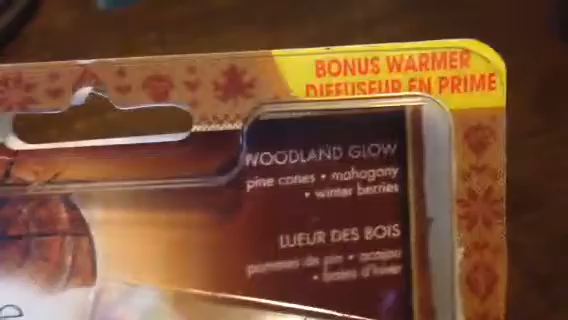 BONUS WARMER
DIFFUSEUR EN PRIME
WOODLAND GLOW
pine cones • mahogany
• winter berries
LUEUR DES BOIS
pommes de pin • acajou
• baies d'hiver
e